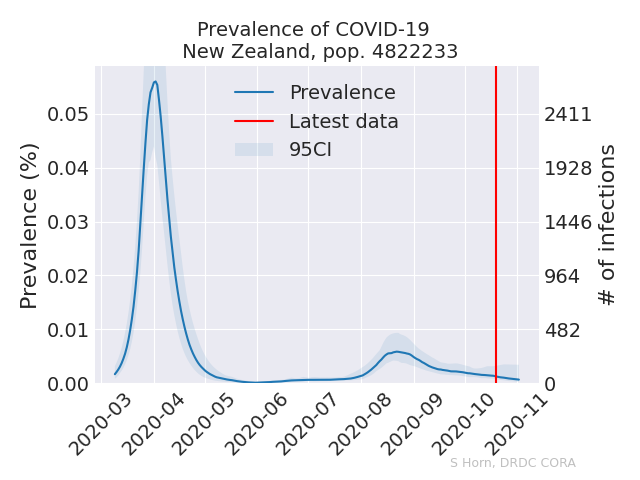 Prevalence of COVID-19
New Zealand, pop. 4822233
Prevalence
Latest data
95CI
Prevalence (%)
0.05
0.04
0.03
0.02
0.01
0.00
2411
1928
1446
964
482
0
# of infections
2020-03
2020-04
2020-05
2020-06
2020-07
2020-08
2020-09
2020-10
2020-11
S Horn, DRDC CORA